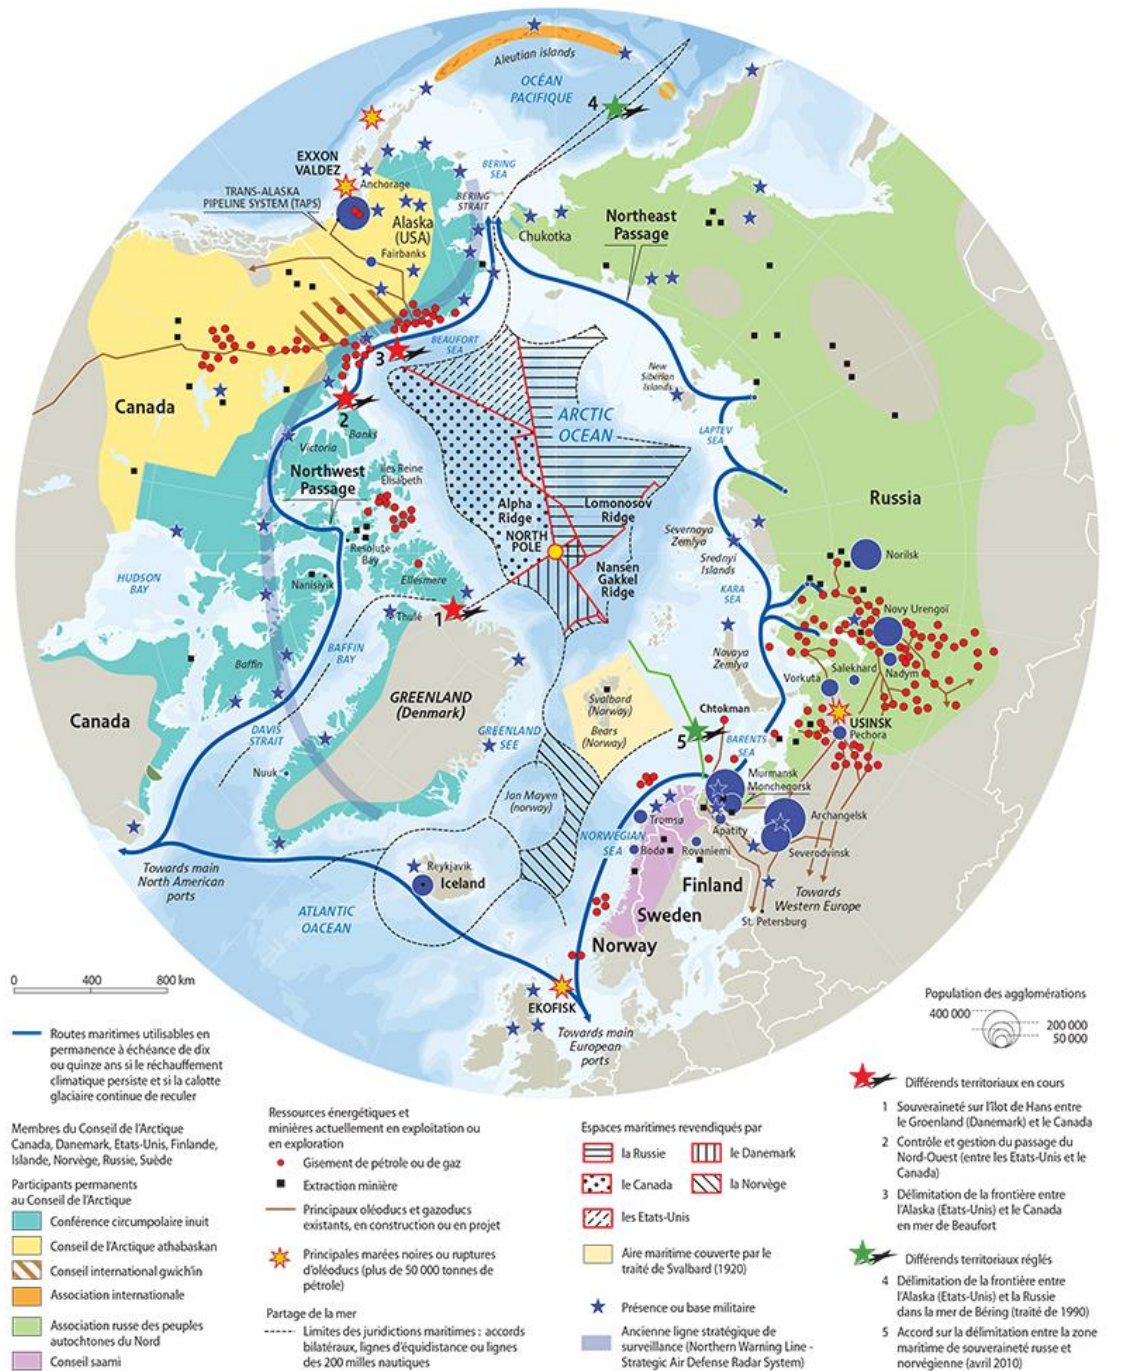 Aleutian islands
OCÉAN
PACIFIQUE
4
EXXON
VALDEZ
Anchorage
TRANS-ALASKA
PIPELINE SYSTEM (TAPS)
Alaska
(USA)
Fairbanks
BERING
SEA
BERING
STRAIT
Chukotka
Northeast
Passage
BEAUFORT
SEA
3
New
Siberian
Islands
Canada
2
Banks
Victoria
ARCTIC
OCEAN
LAPTEV
SEA
Northwest
Passage
Iles Reine
Elisabeth
Russia
Alpha
Ridge
Lomonosov
Ridge
NORTH
POLE
Severnaya
Zemlya
Srednyi
Islands
Norilsk
Resolute
Bay
Nansen
Gakkel
Ridge
HUDSON
BAY
Nanisiyik
Ellesmere
KARA
SEA
1
Thulé
Novy Urengoï
Baffin
BAFFIN
BAY
Novaya
Zemlya
Salekhard
Nadym
Vorkuta
GREENLAND
(Denmark)
Svalbard
(Norway)
Bears
(Norway)
Chtokman
USINSK
Pechora
Canada
DAVIS
STRAIT
GREENLAND
SEE
5
BARENTS
SEA
Nuuk
Murmansk
Monchegorsk
Jan Mayen
(norway)
Archangelsk
Tromsø
Apatity
NORWEGIAN
SEA
Bodø
Rovaniemi
Severodvinsk
Towards main
North American
ports
Reykjavik
Iceland
Finland
Towards
Western Europe
ATLANTIC
OACEAN
Sweden
St. Petersburg
Norway
EKOFISK
Towards main
European
ports
0 400 800 km
Population des agglomérations
400 000
200 000
50 000
Routes maritimes utilisables en
permanence à échéance de dix
ou quinze ans si le réchauffement
climatique persiste et si la calotte
glaciaire continue de reculer
Membres du Conseil de l'Arctique
Canada, Danemark, Etats-Unis, Finlande,
Islande, Norvège, Russie, Suède
Participants permanents
au Conseil de l'Arctique
Conférence circumpolaire inuit
Conseil de l'Arctique athabaskan
Conseil international gwich'in
Association internationale
Association russe des peuples
autochtones du Nord
Conseil saami
Ressources énergétiques et
minières actuellement en exploitation ou
en exploration
Gisement de pétrole ou de gaz
Extraction minière
Principaux oléoducs et gazoducs
existants, en construction ou en projet
Principales marées noires ou ruptures
d'oléoducs (plus de 50 000 tonnes de
pétrole)
Partage de la mer
Limites des juridictions maritimes : accords
bilatéraux, lignes d'équidistance ou lignes
des 200 milles nautiques
Espaces maritimes revendiqués par
la Russie
le Danemark
le Canada
la Norvège
les Etats-Unis
Aire maritime couverte par le
traité de Svalbard (1920)
Présence ou base militaire
Ancienne ligne stratégique de
surveillance (Northern Warning Line -
Strategic Air Defense Radar System)
Différends territoriaux en cours
1 Souveraineté sur l'îlot de Hans entre
le Groenland (Danemark) et le Canada
2 Contrôle et gestion du passage du
Nord-Ouest (entre les Etats-Unis et le
Canada)
3 Délimitation de la frontière entre
l'Alaska (Etats-Unis) et le Canada
en mer de Beaufort
Différends territoriaux réglés
4 Délimitation de la frontière entre
l'Alaska (Etats-Unis) et la Russie
dans la mer de Béring (traité de 1990)
5 Accord sur la délimitation entre la zone
maritime de souveraineté russe et
norvégienne (avril 2010)